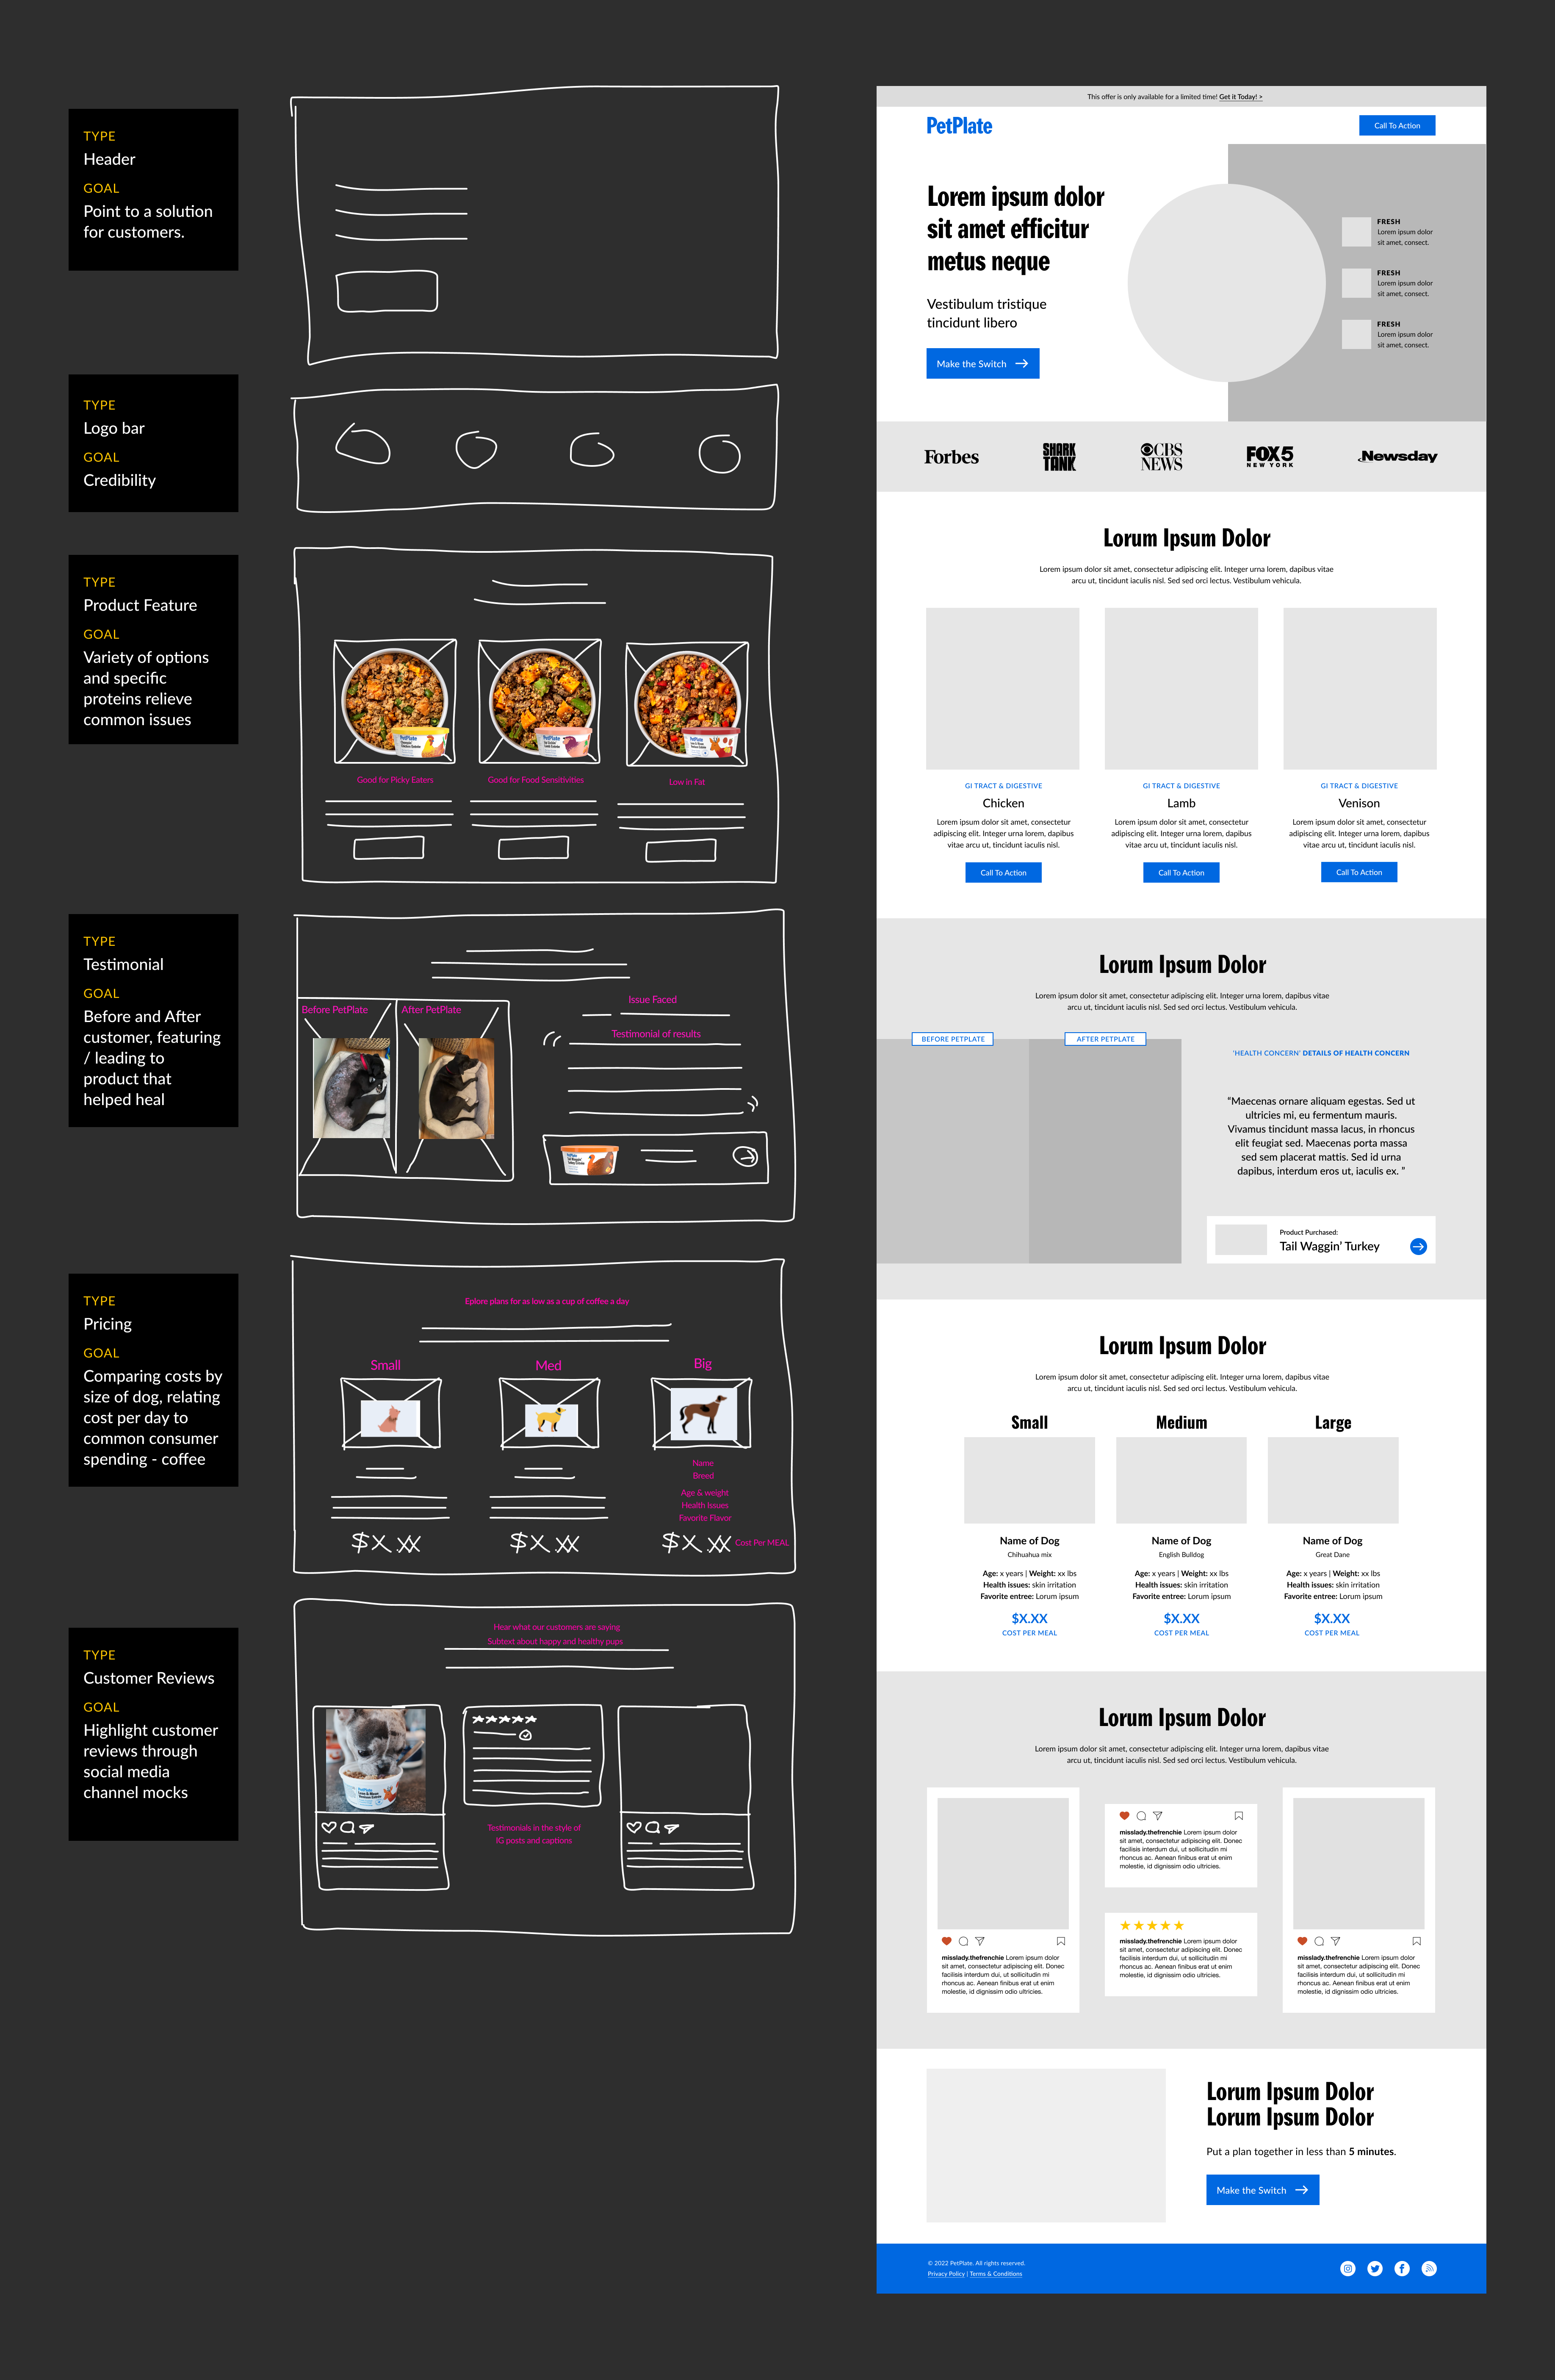 TYPE
Header
GOAL
Point to a solution
for customers.
TYPE
Logo bar
GOAL
Credibility
TYPE
Product Feature
GOAL
Variety of options
and specific
proteins relieve
common issues
PetPlate
PetPlate
PetPlate
Good for Picky Eaters
Good for Food Sensitivities
Low in Fat
TYPE
Testimonial
GOAL
Before and After
customer, featuring
/ leading to
product that
helped heal
Before PetPlate
After PetPlate
Issue Faced
Testimonial of results
TYPE
Pricing
GOAL
Comparing costs by
size of dog, relating
cost per day to
common consumer
spending - coffee
Eplore plans for as low as a cup of coffee a day
Small
Med
Big
Name
Breed
Age & weight
Health Issues
Favorite Flavor
$X.XX
$X.XX
$X.XX
Cost Per MEAL
TYPE
Customer Reviews
GOAL
Highlight customer
reviews through
social media
channel mocks
Hear what our customers are saying
Subtext about happy and healthy pups
PetPlate
Testimonials in the style of
IG posts and captions
This offer is only available for a limited time! Get it Today! >
PetPlate
Call To Action
Lorem ipsum dolor
sit amet efficitur
metus neque
Vestibulum tristique
tincidunt libero
Make the Switch
FRESH
Lorem ipsum dolor
sit amet, consect.
FRESH
Lorem ipsum dolor
sit amet, consect.
FRESH
Lorem ipsum dolor
sit amet, consect.
Forbes
SHARK
TANK
CBS
NEWS
FOX 5
NEW YORK
Newsday
Lorum Ipsum Dolor
Lorem ipsum dolor sit amet, consectetur adipiscing elit. Integer urna lorem, dapibus vitae
arcu ut, tincidunt iaculis nisl. Sed sed orci lectus. Vestibulum vehicula.
GI TRACT & DIGESTIVE
Chicken
Lorem ipsum dolor sit amet, consectetur
adipiscing elit. Integer urna lorem, dapibus
vitae arcu ut, tincidunt iaculis nisl.
Call To Action
GI TRACT & DIGESTIVE
Lamb
Lorem ipsum dolor sit amet, consectetur
adipiscing elit. Integer urna lorem, dapibus
vitae arcu ut, tincidunt iaculis nisl.
Call To Action
GI TRACT & DIGESTIVE
Venison
Lorem ipsum dolor sit amet, consectetur
adipiscing elit. Integer urna lorem, dapibus
vitae arcu ut, tincidunt iaculis nisl.
Call To Action
Lorum Ipsum Dolor
Lorem ipsum dolor sit amet, consectetur adipiscing elit. Integer urna lorem, dapibus vitae
arcu ut, tincidunt iaculis nisl. Sed sed orci lectus. Vestibulum vehicula.
BEFORE PETPLATE
AFTER PETPLATE
'HEALTH CONCERN' DETAILS OF HEALTH CONCERN
“Maecenas ornare aliquam egestas. Sed ut
ultricies mi, eu fermentum mauris.
Vivamus tincidunt massa lacus, in rhoncus
elit feugiat sed. Maecenas porta massa
sed sem placerat mattis. Sed id urna
dapibus, interdum eros ut, iaculis ex. ”
Product Purchased:
Tail Waggin’ Turkey
Lorum Ipsum Dolor
Lorem ipsum dolor sit amet, consectetur adipiscing elit. Integer urna lorem, dapibus vitae
arcu ut, tincidunt iaculis nisl. Sed sed orci lectus. Vestibulum vehicula.
Small
Name of Dog
Chihuahua mix
Age: x years | Weight: xx lbs
Health issues: skin irritation
Favorite entree: Lorum ipsum
$X.XX
COST PER MEAL
Medium
Name of Dog
English Bulldog
Age: x years | Weight: xx lbs
Health issues: skin irritation
Favorite entree: Lorum ipsum
$X.XX
COST PER MEAL
Large
Name of Dog
Great Dane
Age: x years | Weight: xx lbs
Health issues: skin irritation
Favorite entree: Lorum ipsum
$X.XX
COST PER MEAL
Lorum Ipsum Dolor
Lorem ipsum dolor sit amet, consectetur adipiscing elit. Integer urna lorem, dapibus vitae
arcu ut, tincidunt iaculis nisl. Sed sed orci lectus. Vestibulum vehicula.
misslady.thefrenchie Lorem ipsum dolor
sit amet, consectetur adipiscing elit. Donec
facilisis interdum dui, ut sollicitudin mi
rhoncus ac. Aenean finibus erat ut enim
molestie, id dignissim odio ultricies.
misslady.thefrenchie Lorem ipsum dolor
sit amet, consectetur adipiscing elit. Donec
facilisis interdum dui, ut sollicitudin mi
rhoncus ac. Aenean finibus erat ut enim
molestie, id dignissim odio ultricies.
misslady.thefrenchie Lorem ipsum dolor
sit amet, consectetur adipiscing elit. Donec
facilisis interdum dui, ut sollicitudin mi
rhoncus ac. Aenean finibus erat ut enim
molestie, id dignissim odio ultricies.
misslady.thefrenchie Lorem ipsum dolor
sit amet, consectetur adipiscing elit. Donec
facilisis interdum dui, ut sollicitudin mi
rhoncus ac. Aenean finibus erat ut enim
molestie, id dignissim odio ultricies.
Lorum Ipsum Dolor
Lorum Ipsum Dolor
Put a plan together in less than 5 minutes.
Make the Switch
© 2022 PetPlate. All rights reserved.
Privacy Policy | Terms & Conditions